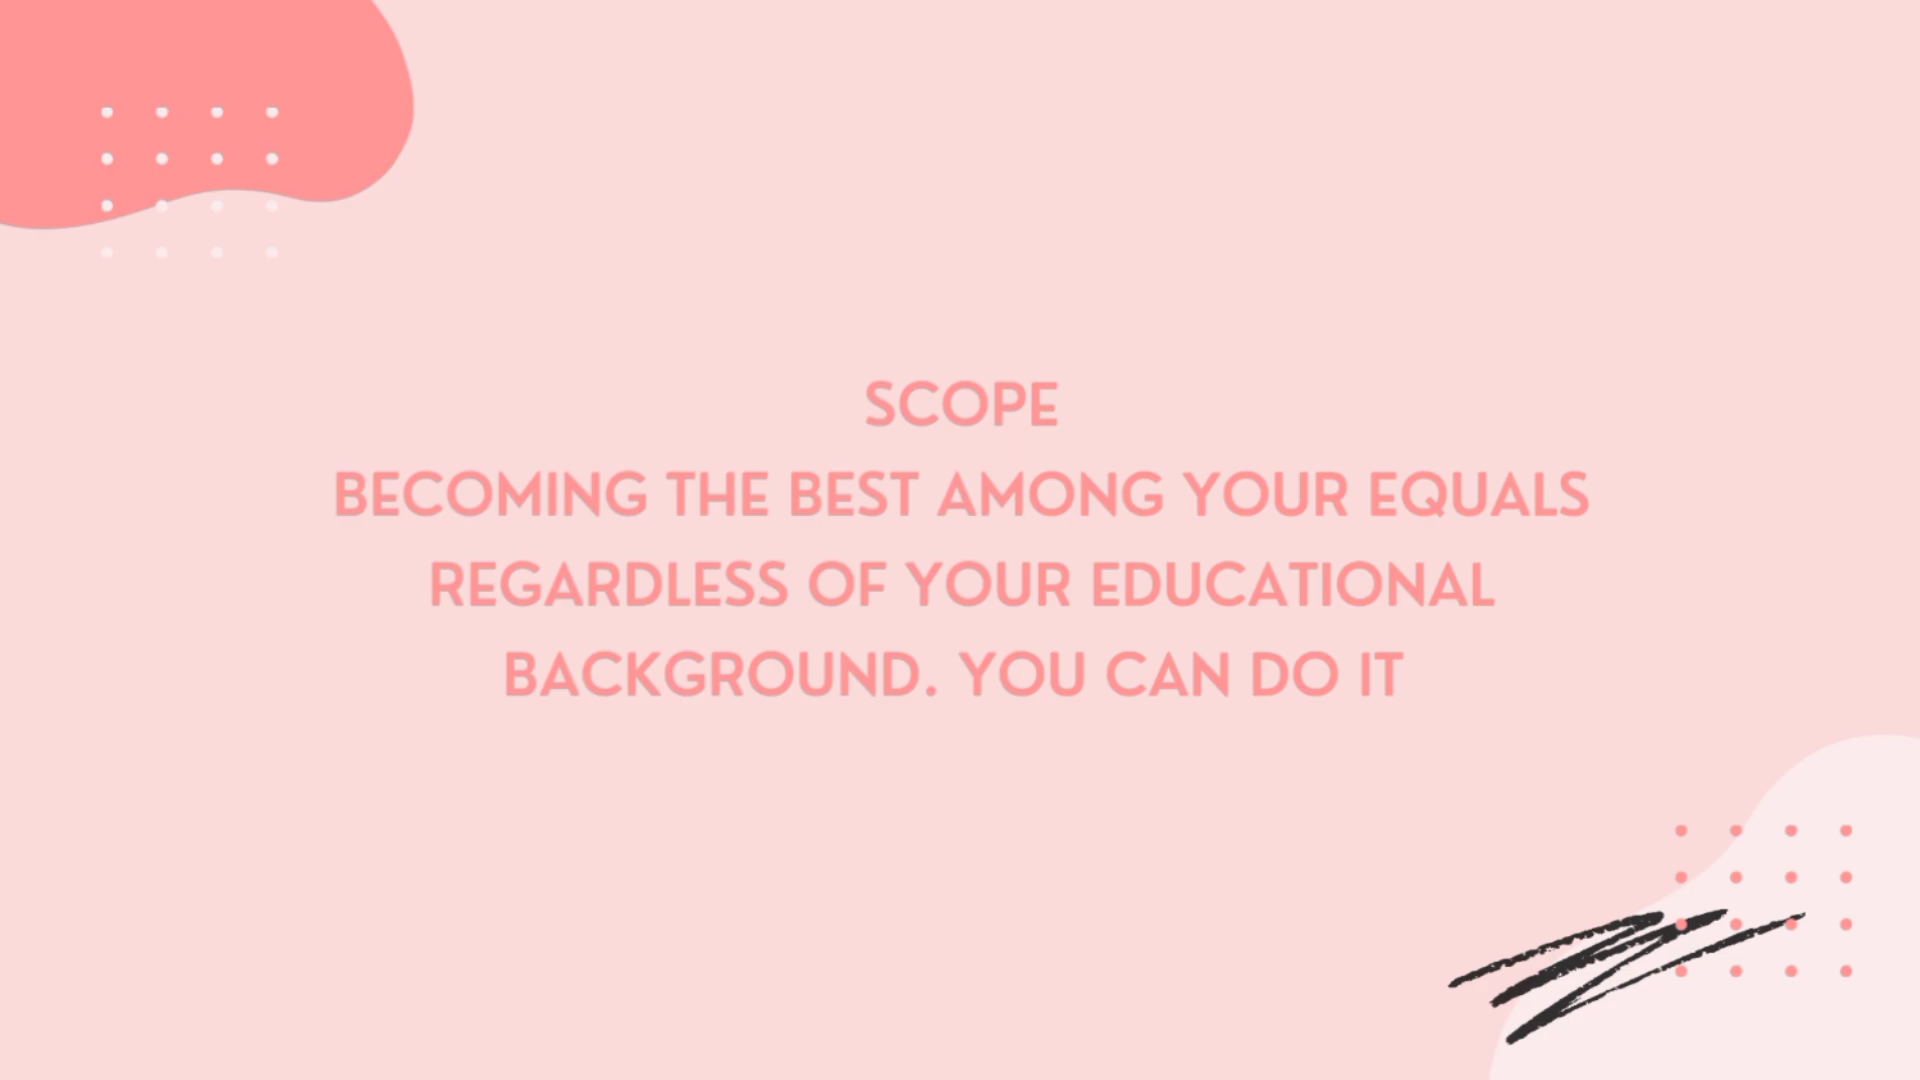 SCOPE
BECOMING THE BEST AMONG YOUR EQUALS
REGARDLESS OF YOUR EDUCATIONAL
BACKGROUND. YOU CAN DO IT